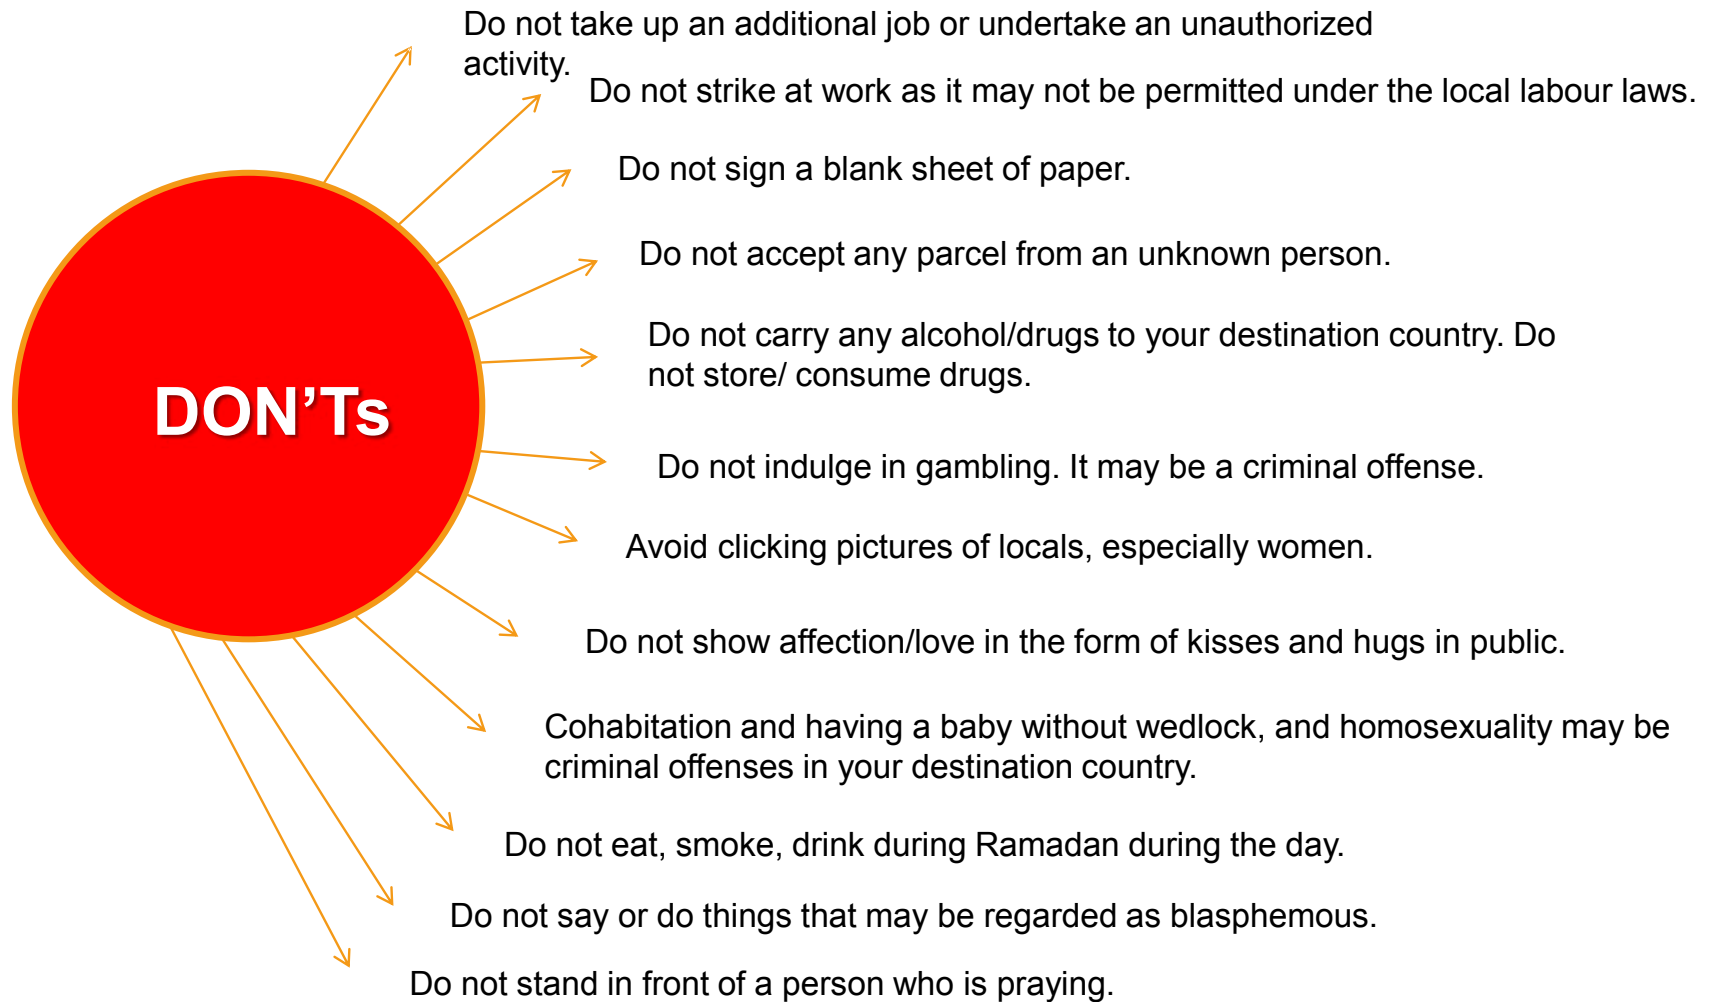 Do not take up an additional job or undertake an unauthorized
activity.
Do not strike at work as it may not be permitted under the local labour laws.
Do not sign a blank sheet of paper.
Do not accept any parcel from an unknown person.
Do not carry any alcohol/drugs to your destination country. Do
not store/ consume drugs.
DON’Ts
Do not indulge in gambling. It may be a criminal offense.
Avoid clicking pictures of locals, especially women.
Do not show affection/love in the form of kisses and hugs in public.
Cohabitation and having a baby without wedlock, and homosexuality may be
criminal offenses in your destination country.
Do not eat, smoke, drink during Ramadan during the day.
Do not say or do things that may be regarded as blasphemous.
Do not stand in front of a person who is praying.